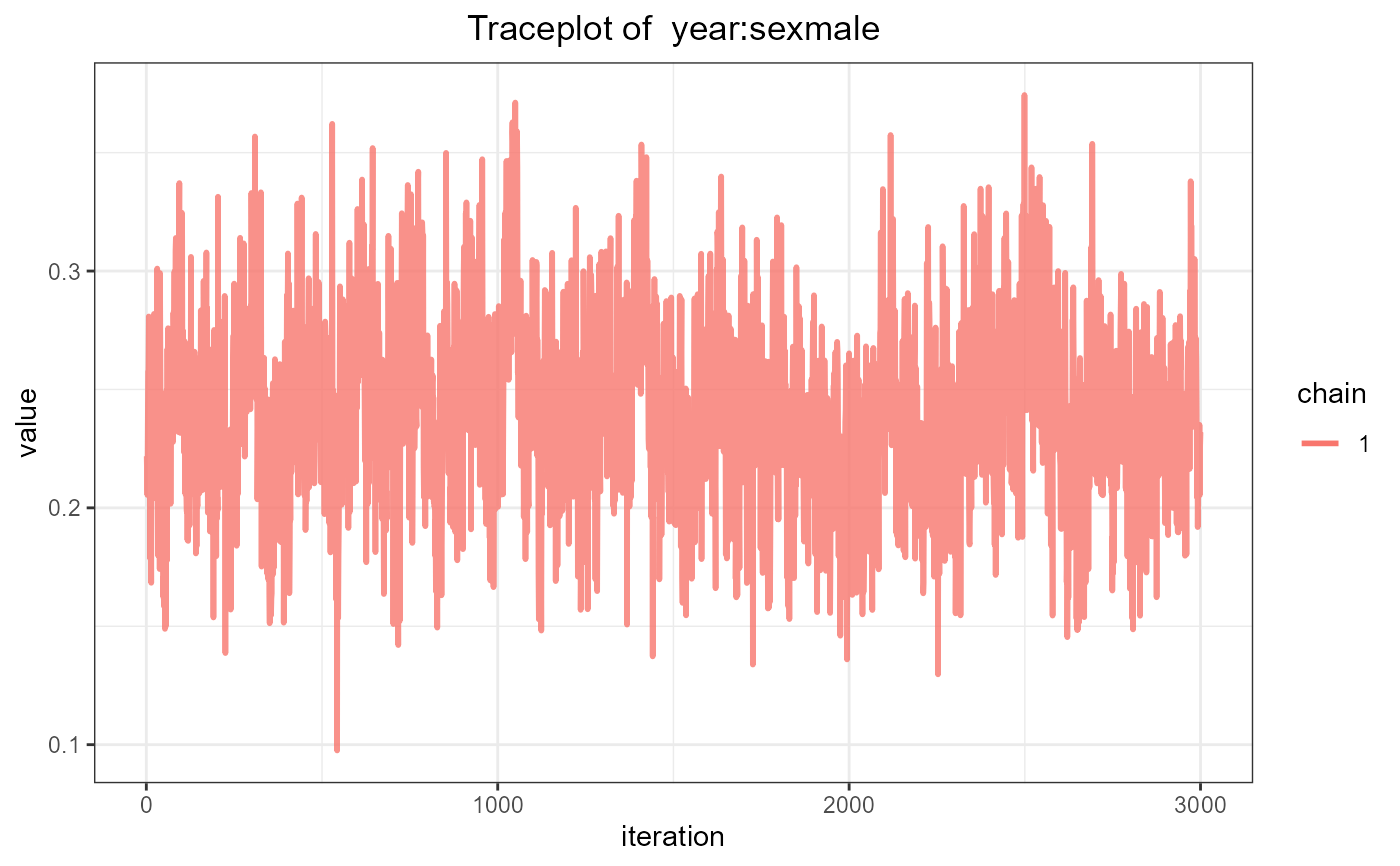 Traceplot of  year:sexmale
value
0.3
0.2
0.1
0
1000
2000
3000
iteration
chain
1